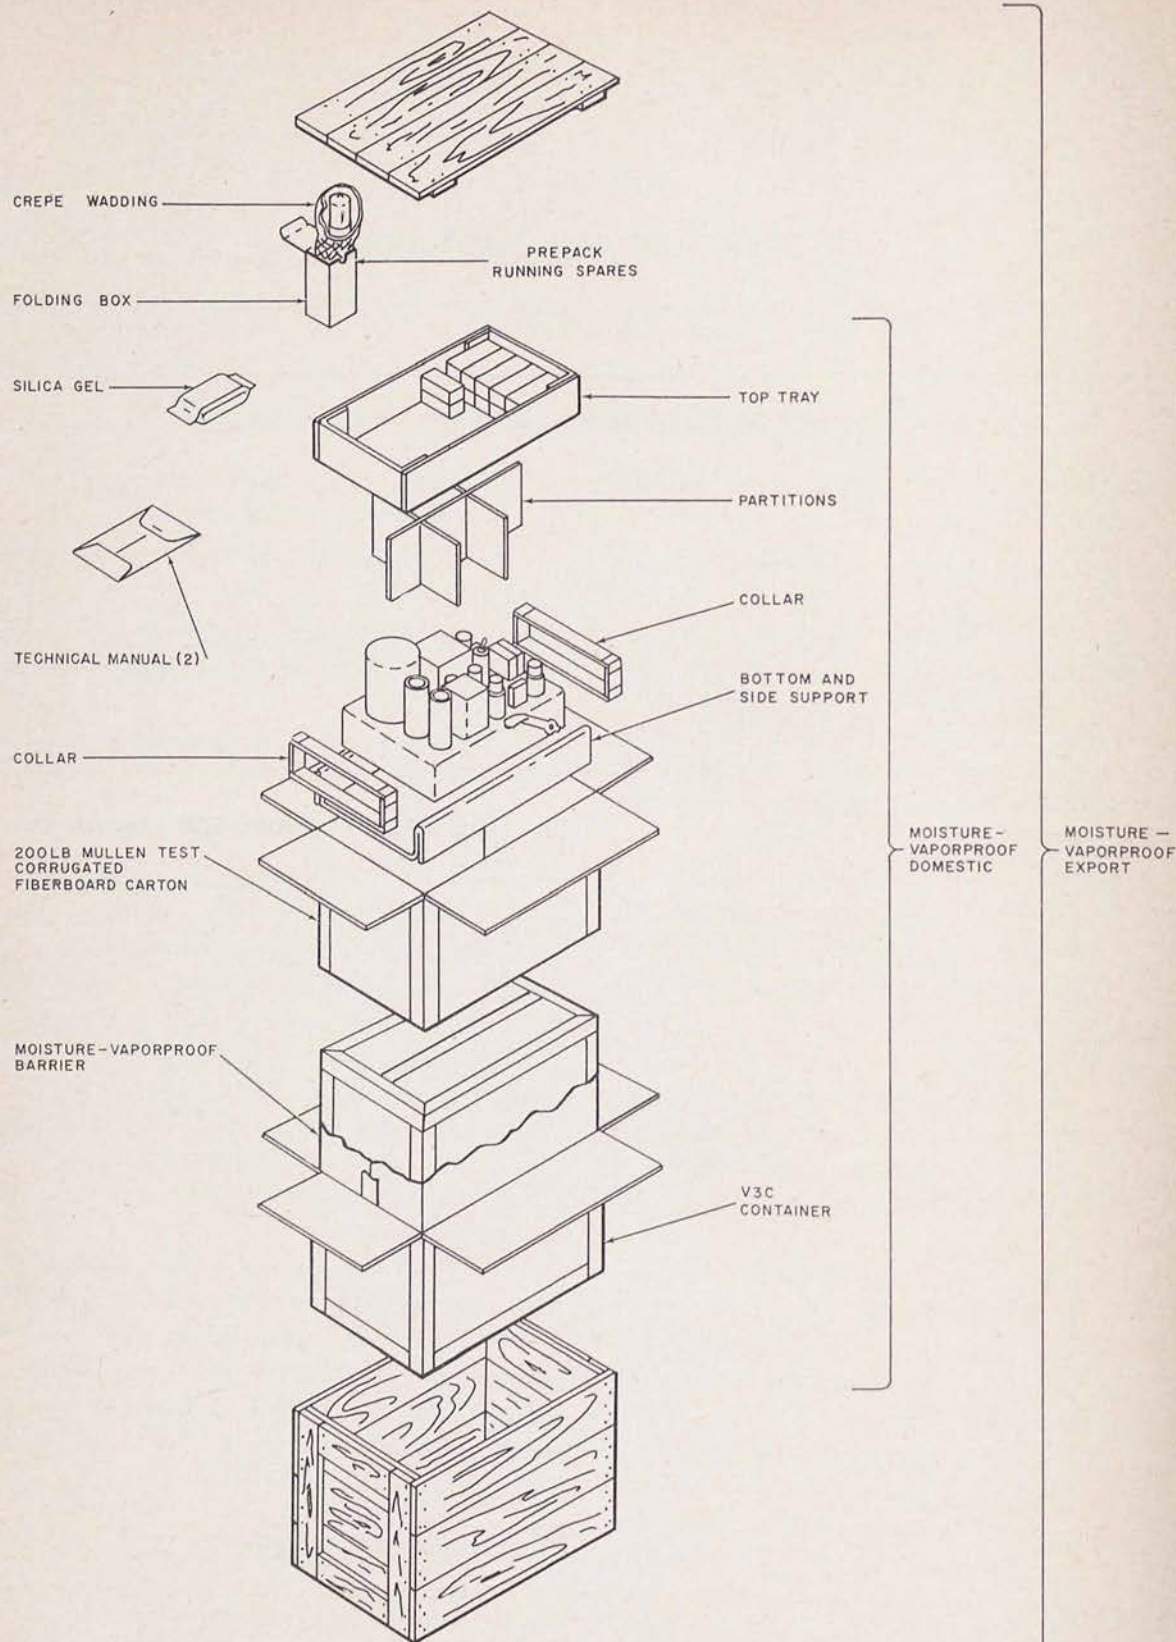 CREPE WADDING
PREPACK
RUNNING SPARES
FOLDING BOX
SILICA GEL
TOP TRAY
PARTITIONS
COLLAR
TECHNICAL MANUAL (2)
BOTTOM AND
SIDE SUPPORT
COLLAR
200LB MULLEN TEST
CORRUGATED
FIBERBOARD CARTON
MOISTURE-
VAPORPROOF
DOMESTIC
MOISTURE —
VAPORPROOF
EXPORT
MOISTURE-VAPORPROOF
BARRIER
V3C
CONTAINER